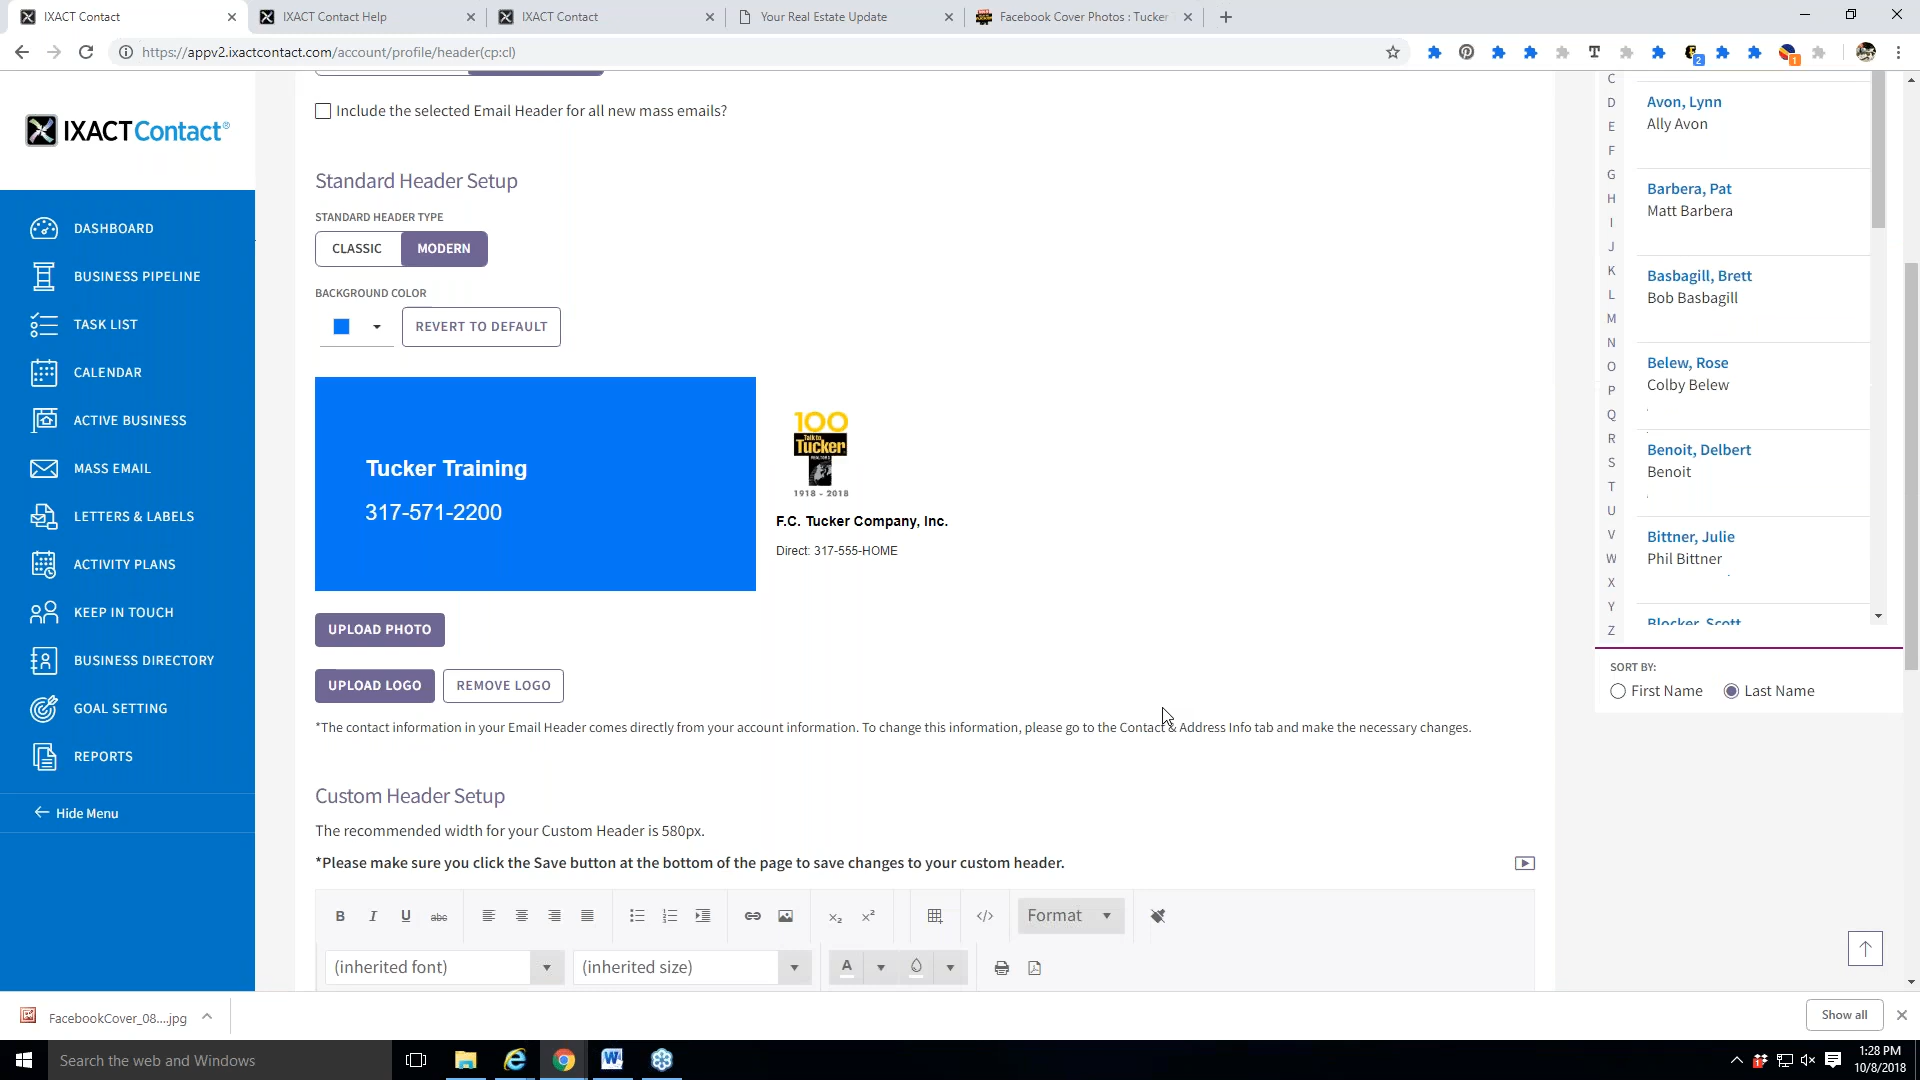 IXACT Contact
IXACT Contact Help
IXACT Contact
Your Real Estate Update
Facebook Cover Photos : Tucker
https://appv2.ixactcontact.com/account/profile/header(cp:cl)
2
1
IXACTContact®
DASHBOARD
BUSINESS PIPELINE
TASK LIST
CALENDAR
ACTIVE BUSINESS
MASS EMAIL
LETTERS & LABELS
ACTIVITY PLANS
KEEP IN TOUCH
BUSINESS DIRECTORY
GOAL SETTING
REPORTS
Hide Menu
Include the selected Email Header for all new mass emails?
Standard Header Setup
STANDARD HEADER TYPE
CLASSIC MODERN
BACKGROUND COLOR
REVERT TO DEFAULT
Tucker Training
317-571-2200
100
Talk to
Tucker
REALTORS
1918 - 2018
F.C. Tucker Company, Inc.
Direct: 317-555-HOME
UPLOAD PHOTO
UPLOAD LOGO REMOVE LOGO
*The contact information in your Email Header comes directly from your account information. To change this information, please go to the Contact & Address Info tab and make the necessary changes.
Custom Header Setup
The recommended width for your Custom Header is 580px.
*Please make sure you click the Save button at the bottom of the page to save changes to your custom header.
B I U abc
Format
(inherited font) (inherited size) A
C
D
E
F
G
H
I
J
K
L
M
N
O
P
Q
R
S
T
U
V
W
X
Y
Z
Avon, Lynn
Ally Avon
Barbera, Pat
Matt Barbera
Basbagill, Brett
Bob Basbagill
Belew, Rose
Colby Belew
Benoit, Delbert
Benoit
Bittner, Julie
Phil Bittner
Blocker, Scott
SORT BY:
First Name Last Name
FacebookCover_08....jpg
Show all
Search the web and Windows
1:28 PM
10/8/2018